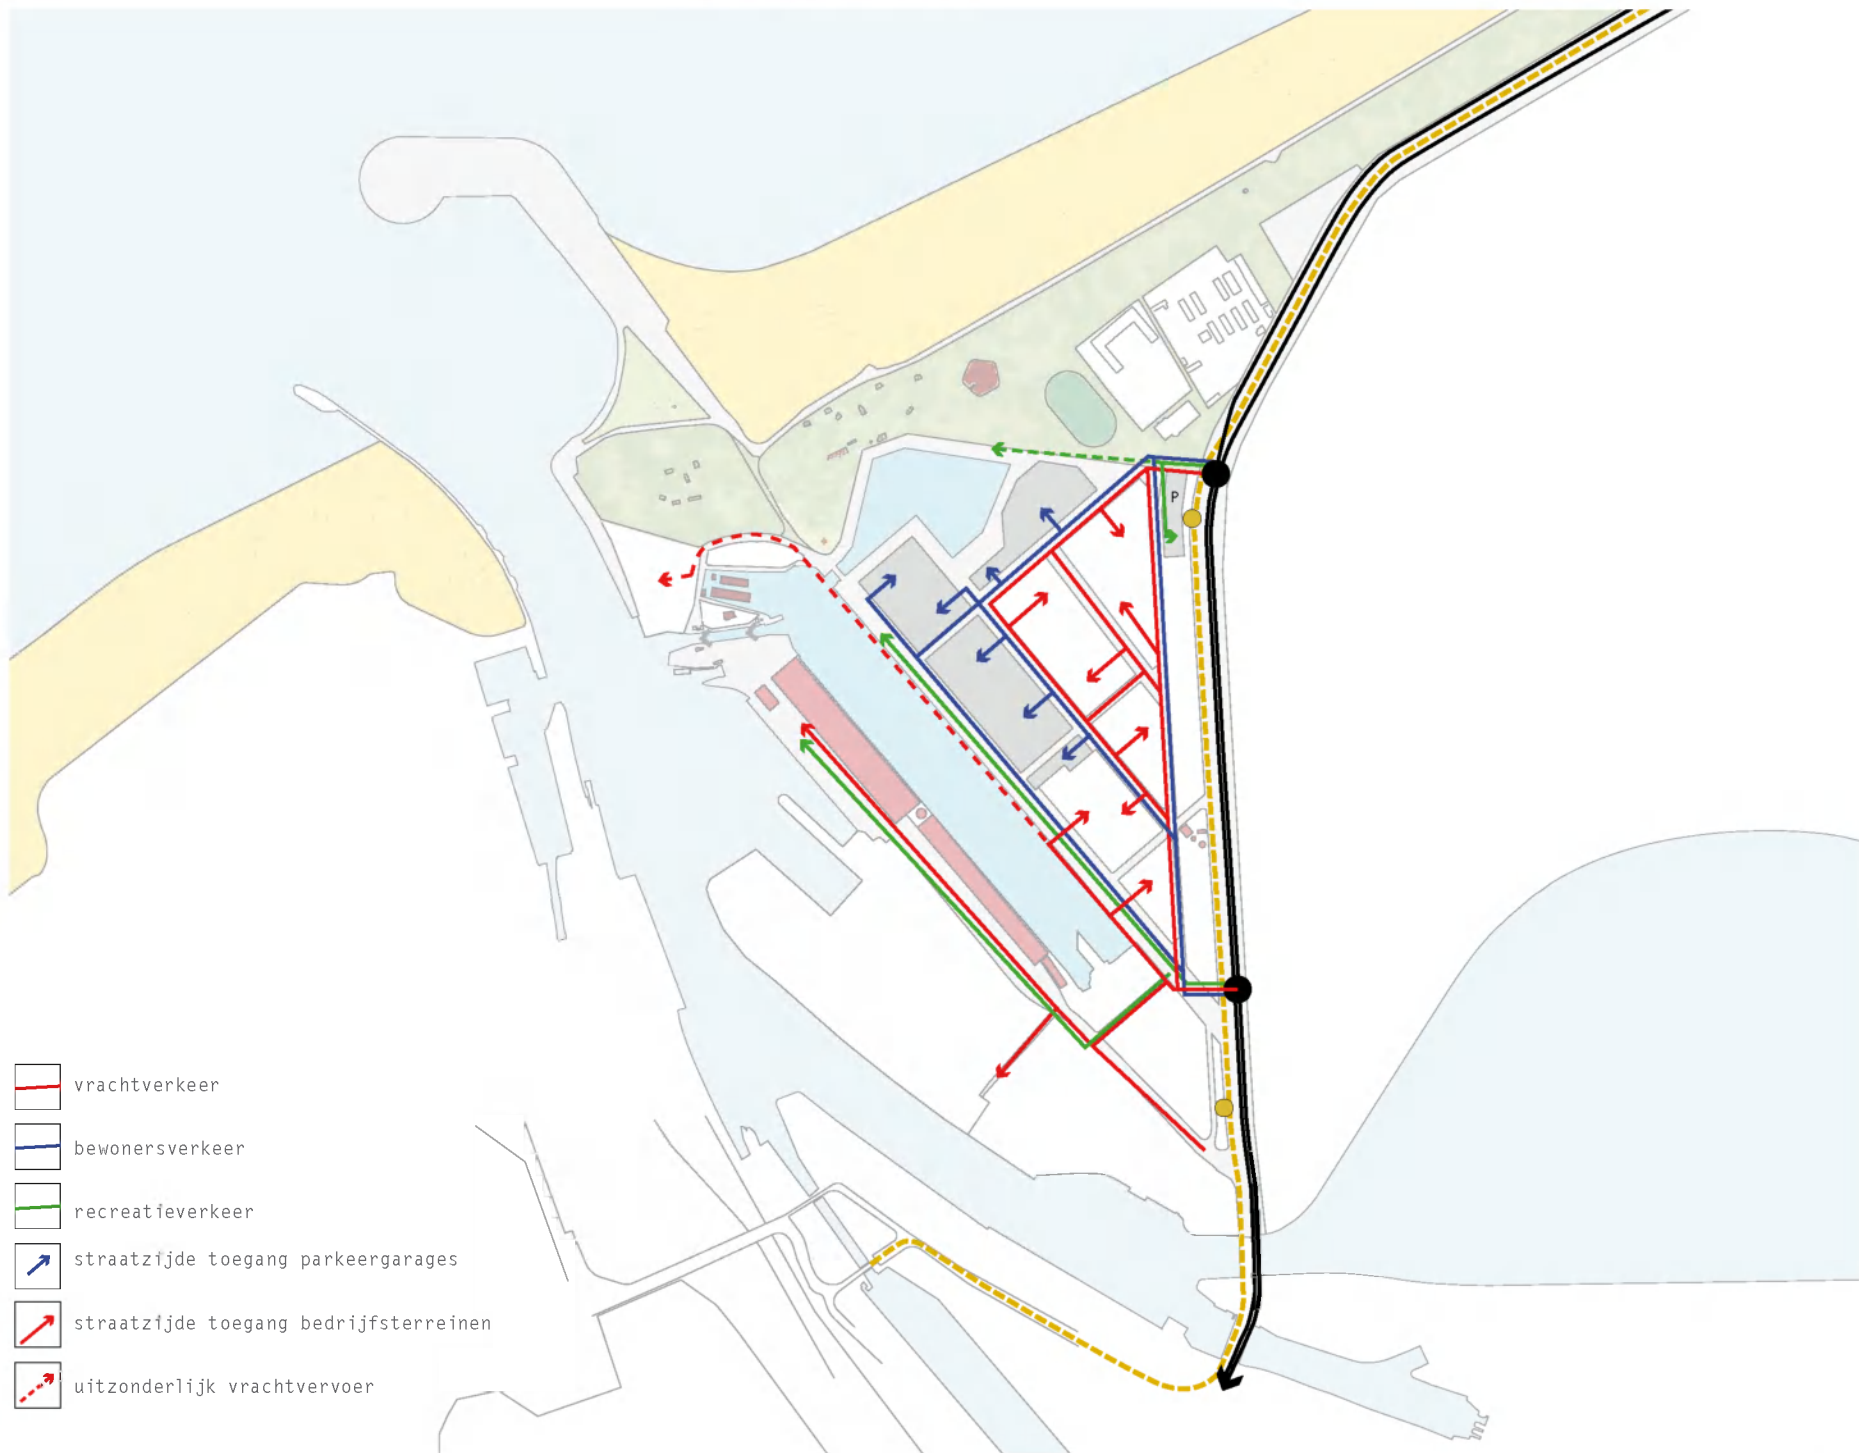 P
vrachtverkeer
bewonersverkeer
recreatieverkeer
straatzijde toegang parkeergarages
straatzijde toegang bedrijfsterreinen
uitzonderlijk vrachtvervoer